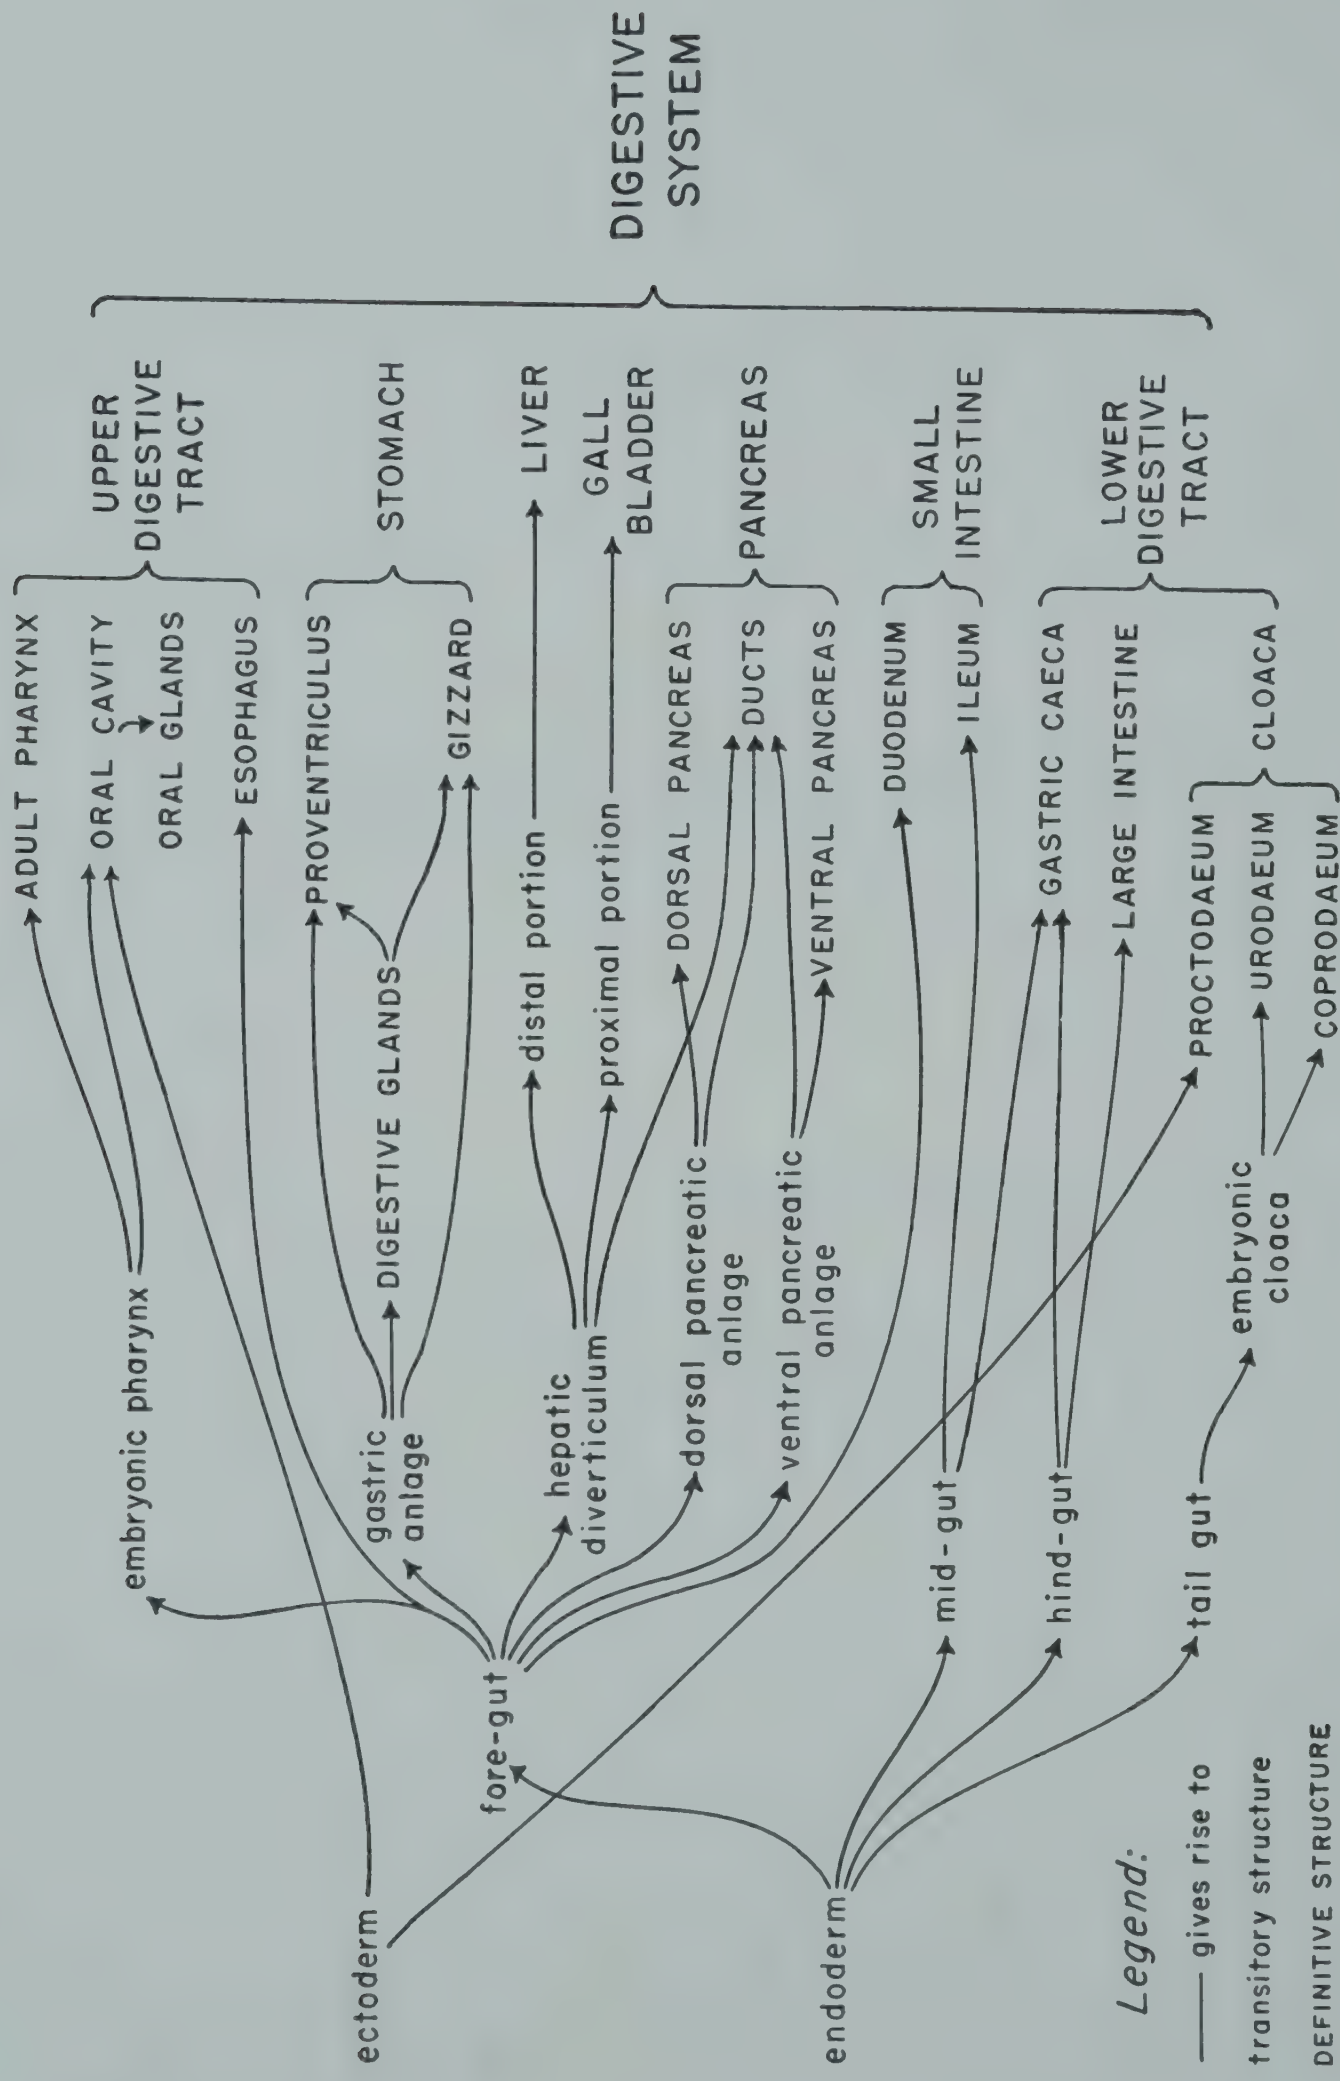 ectoderm
endoderm
fore-gut
mid-gut
hind-gut
tail gut
embryonic pharynx
gastric
anlage
hepatic
diverticulum
dorsal pancreatic
anlage
ventral pancreatic
anlage
embryonic
cloaca
DIGESTIVE GLANDS
distal portion
proximal portion
ADULT PHARYNX
ORAL CAVITY
ORAL GLANDS
ESOPHAGUS
PROVENTRICULUS
GIZZARD
DORSAL PANCREAS
DUCTS
VENTRAL PANCREAS
DUODENUM
ILEUM
GASTRIC CAECA
LARGE INTESTINE
PROCTODAEUM
URODAEUM
COPRODAEUM
CLOACA
UPPER
DIGESTIVE
TRACT
STOMACH
LIVER
GALL
BLADDER
PANCREAS
SMALL
INTESTINE
LOWER
DIGESTIVE
TRACT
DIGESTIVE
SYSTEM
Legend:
gives rise to
transitory structure
DEFINITIVE STRUCTURE